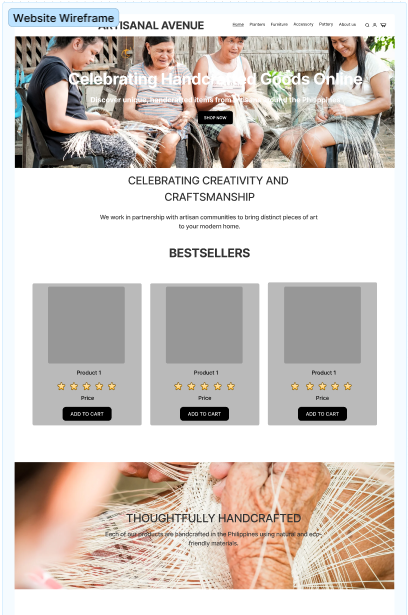 Website Wireframe
ARTISANAL AVENUE
Home Planters Furniture Accessory Pottery About us
Celebrating Handcrafted Goods Online
Discover unique, handcrafted items from artisans around the Philippines
SHOP NOW
CELEBRATING CREATIVITY AND
CRAFTSMANSHIP
We work in partnership with artisan communities to bring distinct pieces of art
to your modern home.
BESTSELLERS
Product 1 Product 1 Product 1
Price Price Price
ADD TO CART ADD TO CART ADD TO CART
THOUGHTFULLY HANDCRAFTED
Each of our products are handcrafted in the Philippines using natural and eco-
friendly materials.